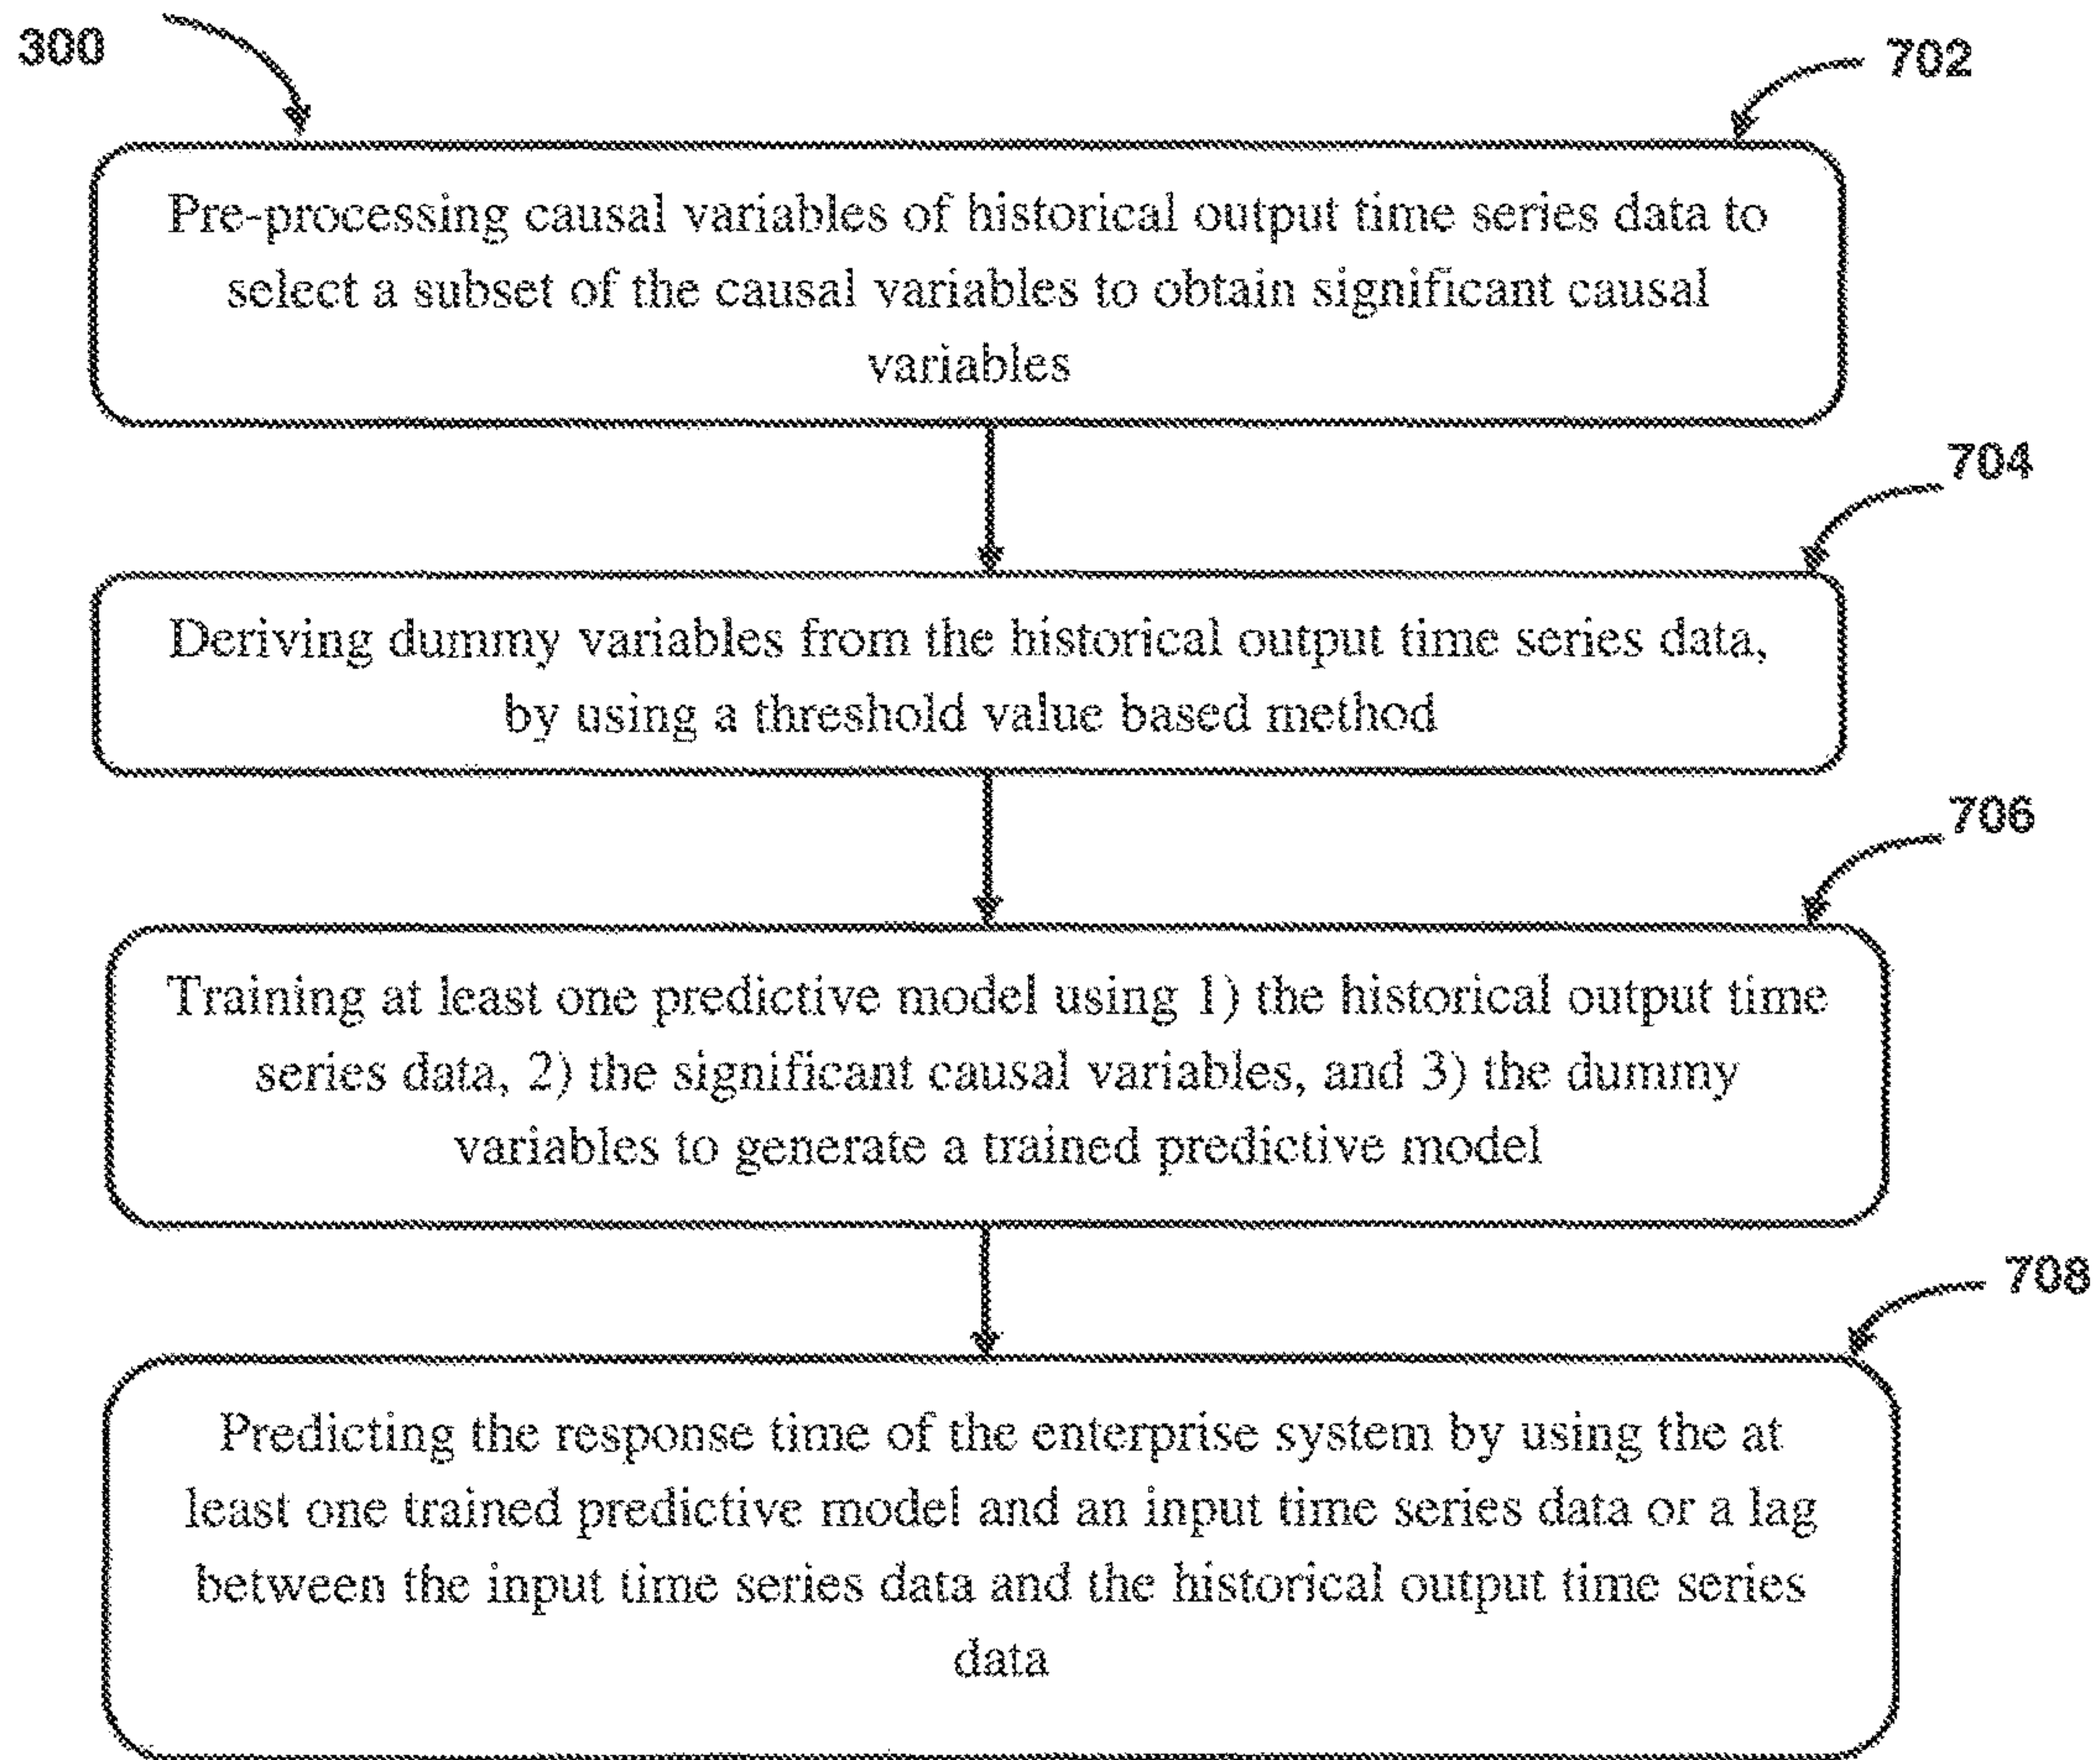 300
702
Pre-processing causal variables of historical output time series data to
select a subset of the causal variables to obtain significant causal
variables
704
Deriving dummy variables from the historical output time series data,
by using a threshold value based method
706
Training at least one predictive model using 1) the historical output time
series data, 2) the significant causal variables, and 3) the dummy
variables to generate a trained predictive model
708
Predicting the response time of the enterprise system by using the at
least one trained predictive model and an input time series data or a lag
between the input time series data and the historical output time series
data